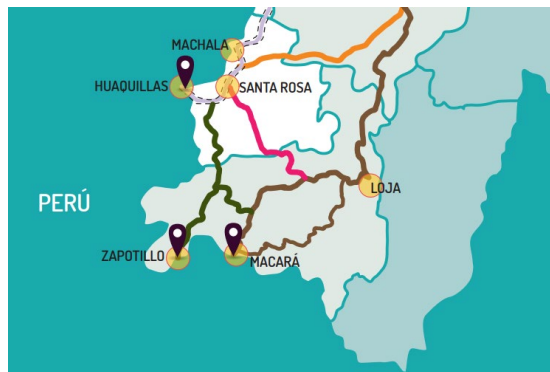 MACHALA
HUAQUILLAS
SANTA ROSA
LOJA
PERÚ
ZAPOTILLO
MACARÁ